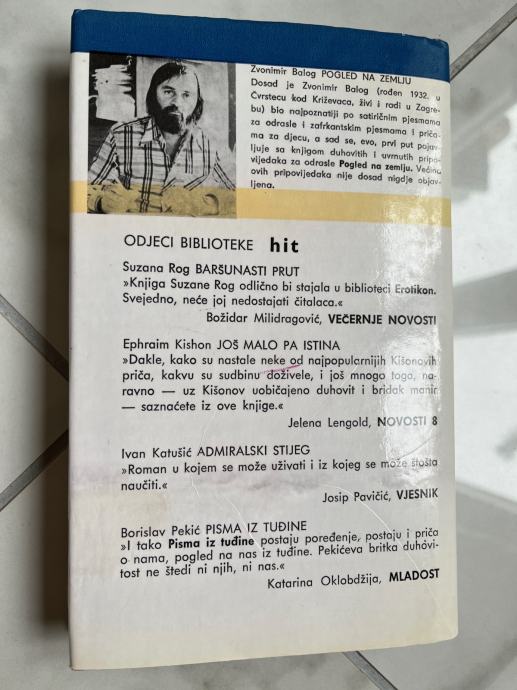 Zvonimir Balog POGLED NA ZEMLJU
Dosad je Zvonimir Balog (rođen 1932. u
Čvrstecu kod Križevaca, živi i radi u Zagre-
bu) bio najpoznatiji po satiričnim pjesmama
za odrasle i zafrkantskim pjesmama i priča-
ma za djecu, a sad se, evo, prvi put pojav-
ljuje sa knjigom duhovitih i uvrnutih pripo-
vijedaka za odrasle Pogled na zemlju. Većina
ovih pripovijedaka nije dosad nigdje objav-
ljena.
ODJECI BIBLIOTEKE hit
Suzana Rog BARŠUNASTI PRUT
»Knjiga Suzane Rog odlično bi stajala u biblioteci Erotikon.
Svejedno, neće joj nedostajati čitalaca.«
Božidar Milidragović, VEČERNJE NOVOSTI
Ephraim Kishon JOŠ MALO PA ISTINA
»Dakle, kako su nastale neke od najpopularnijih Kišonovih
priča, kakvu su sudbinu doživele, i još mnogo toga, na-
ravno — uz Kišonov uobičajeno duhovit i bridak manir
— saznaćete iz ove knjige.«
Jelena Lengold, NOVOSTI 8
Ivan Katušić ADMIRALSKI STIJEG
»Roman u kojem se može uživati i iz kojeg se može štošta
naučiti.«
Josip Pavičić, VJESNIK
Borislav Pekić PISMA IZ TUĐINE
»I tako Pisma iz tuđine postaju poređenje, postaju i priča
o nama, pogled na nas iz tuđine. Pekićeva britka duhovi-
tost ne štedi ni njih, ni nas.«
Katarina Oklobdžija, MLADOST